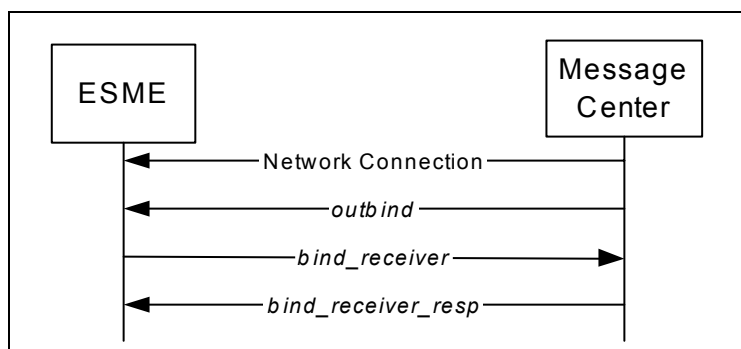 ESME
Message
Center
Network Connection
outbind
bind_receiver
bind_receiver_resp